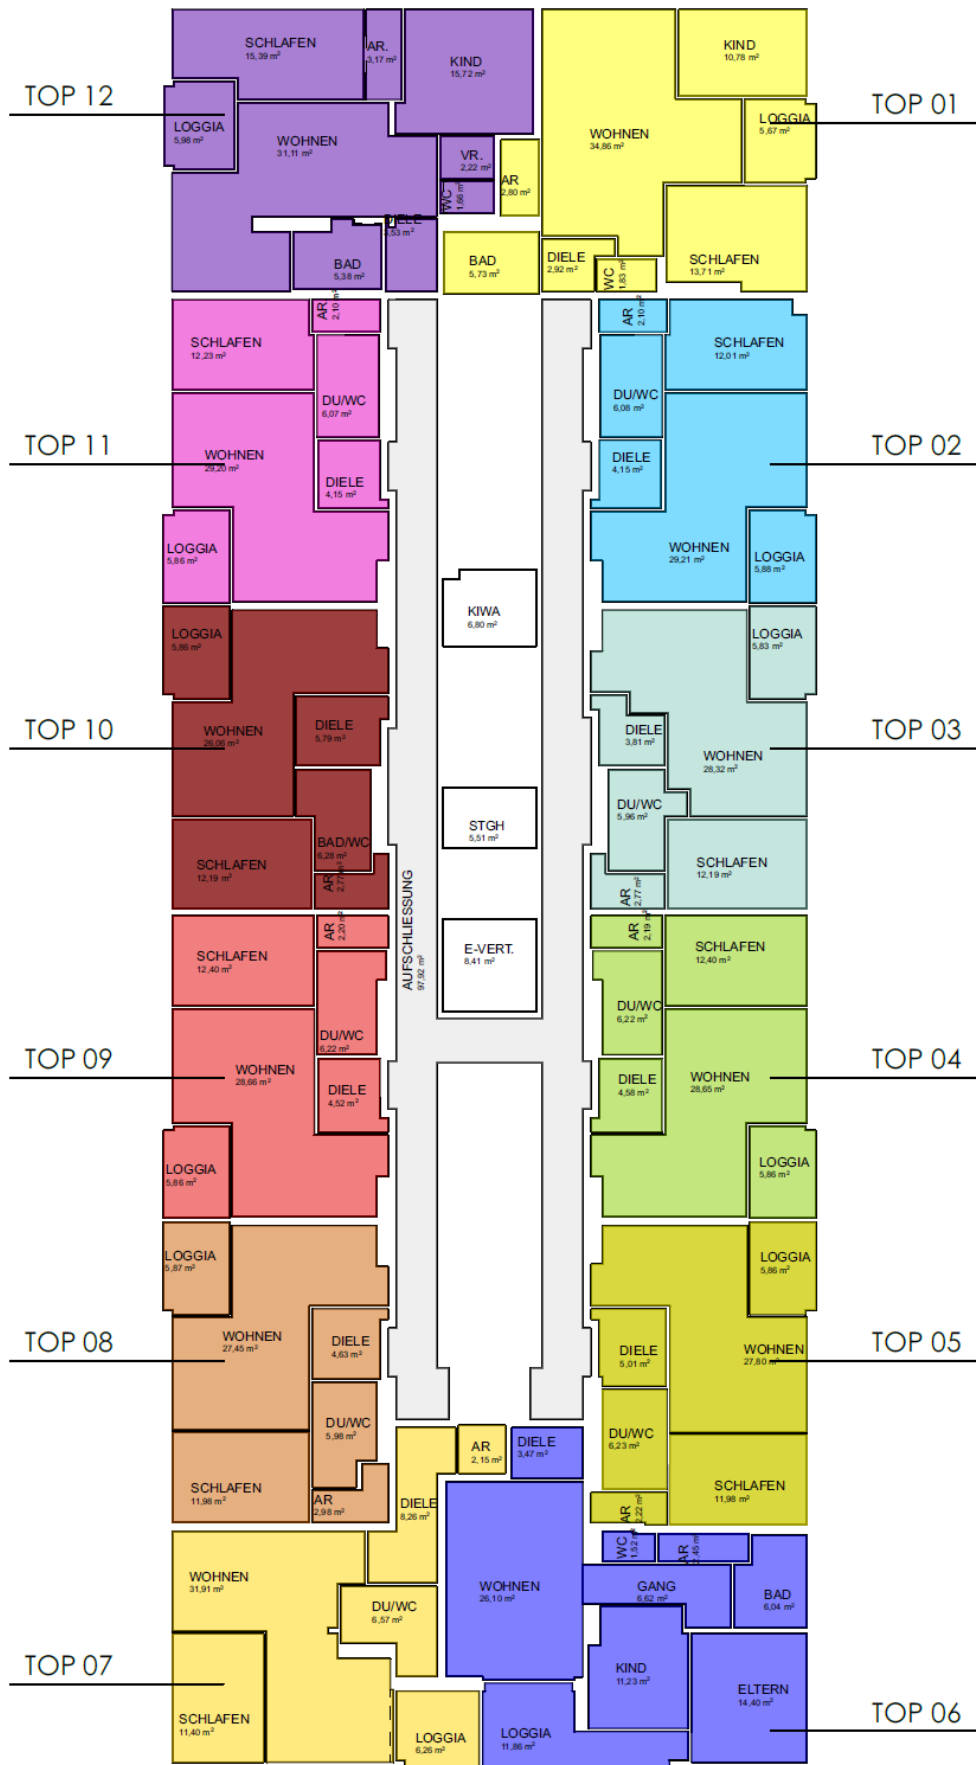 TOP 12
SCHLAFEN
15,39 m²
AR.
3,17 m²
KIND
15,72 m²
LOGGIA
5,98 m²
WOHNEN
31,11 m²
VR.
2,22 m²
WC
1,66 m²
DIELE
3,53 m²
BAD
5,38 m²
TOP 01
KIND
10,78 m²
WOHNEN
34,86 m²
LOGGIA
5,67 m²
AR
2,80 m²
BAD
5,73 m²
DIELE
2,92 m²
WC
1,83 m²
SCHLAFEN
13,71 m²
TOP 11
AR
2,10 m²
SCHLAFEN
12,23 m²
DU/WC
6,07 m²
WOHNEN
29,20 m²
DIELE
4,15 m²
LOGGIA
5,86 m²
TOP 02
AR
2,10 m²
SCHLAFEN
12,01 m²
DU/WC
6,08 m²
DIELE
4,15 m²
WOHNEN
29,21 m²
LOGGIA
5,88 m²
KIWA
6,80 m²
STGH
5,51 m²
E-VERT.
8,41 m²
AUFSCHLIESSUNG
97,92 m²
TOP 10
LOGGIA
5,86 m²
WOHNEN
26,06 m²
DIELE
5,79 m²
BAD/WC
6,28 m²
SCHLAFEN
12,19 m²
AR
2,77 m²
TOP 03
LOGGIA
5,83 m²
DIELE
3,81 m²
WOHNEN
28,32 m²
DU/WC
5,96 m²
SCHLAFEN
12,19 m²
AR
2,77 m²
TOP 09
AR
2,20 m²
SCHLAFEN
12,40 m²
DU/WC
6,22 m²
WOHNEN
28,66 m²
DIELE
4,52 m²
LOGGIA
5,86 m²
TOP 04
AR
2,19 m²
SCHLAFEN
12,40 m²
DU/WC
6,22 m²
DIELE
4,58 m²
WOHNEN
28,65 m²
LOGGIA
5,86 m²
TOP 08
LOGGIA
5,87 m²
WOHNEN
27,45 m²
DIELE
4,63 m²
DU/WC
5,98 m²
SCHLAFEN
11,98 m²
AR
2,98 m²
TOP 05
LOGGIA
5,86 m²
DIELE
5,01 m²
WOHNEN
27,80 m²
DU/WC
6,23 m²
SCHLAFEN
11,98 m²
AR
2,22 m²
TOP 07
AR
2,15 m²
DIELE
8,26 m²
WOHNEN
31,91 m²
DU/WC
6,57 m²
SCHLAFEN
11,40 m²
LOGGIA
6,26 m²
TOP 06
DIELE
3,47 m²
WC
1,52 m²
AR
2,45 m²
WOHNEN
26,10 m²
GANG
6,62 m²
BAD
6,04 m²
KIND
11,23 m²
ELTERN
14,40 m²
LOGGIA
11,86 m²